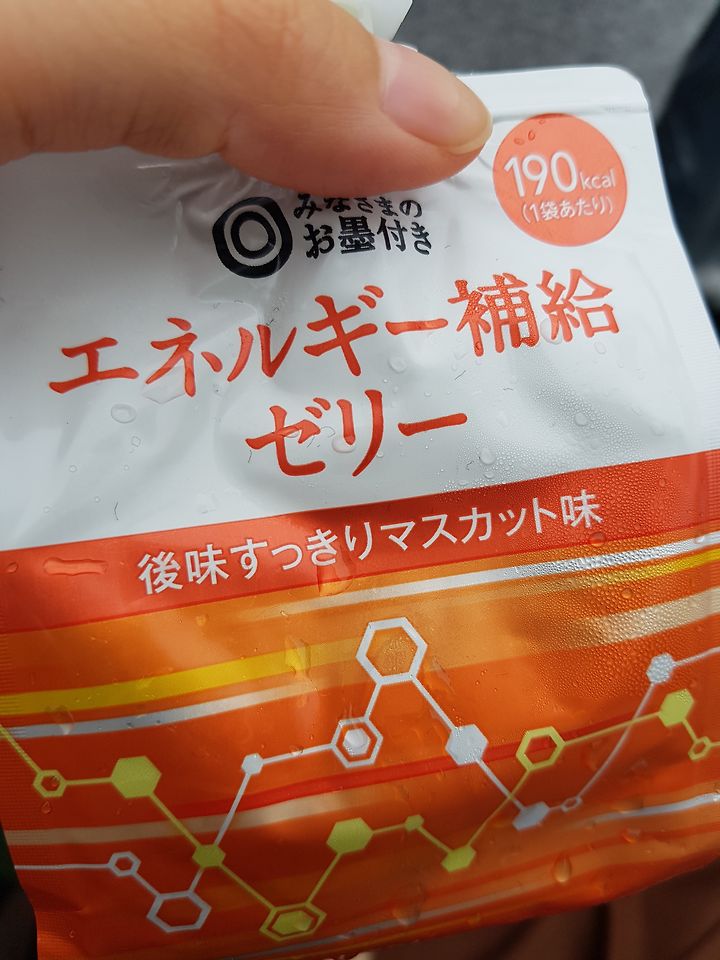 みなさまの
お墨付き
190kcal
(1袋あたり)
エネルギー補給
ゼリー
後味すっきりマスカット味